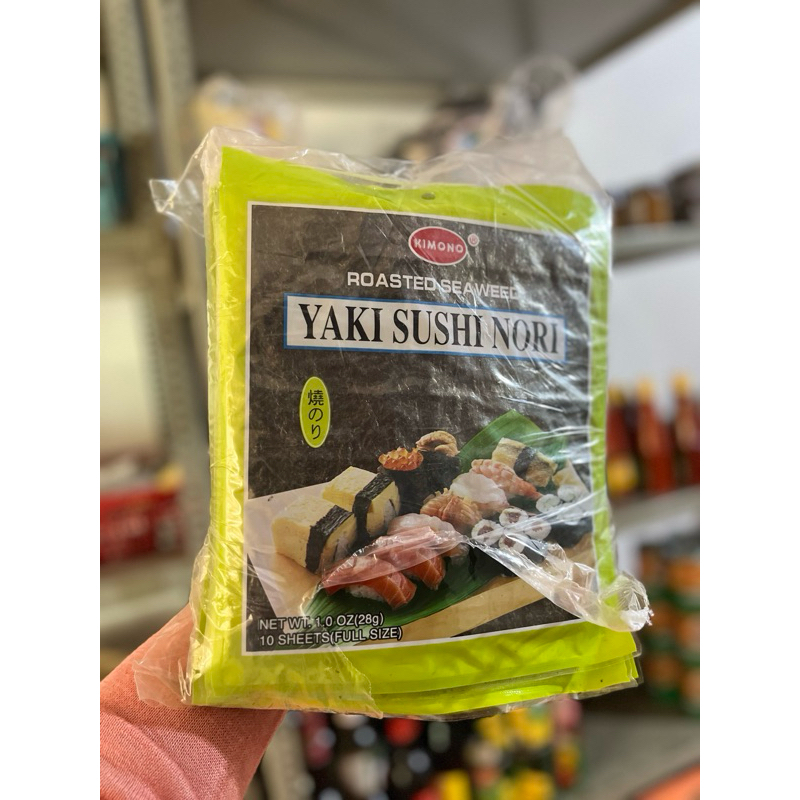 KIMONO ®
ROASTED SEAWEED
YAKI SUSHI NORI
焼のり
NET WT. 1.0 OZ(28g)
10 SHEETS(FULL SIZE)